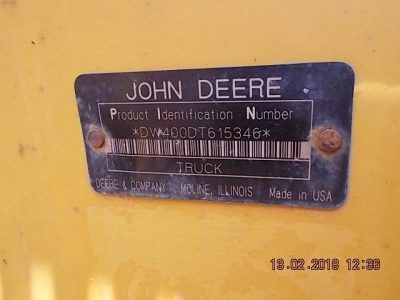 JOHN DEERE
Product Identification Number
*DW400DT615346*
TRUCK
DEERE & COMPANY MOLINE, ILLINOIS Made in USA
13.02.2018 12:36